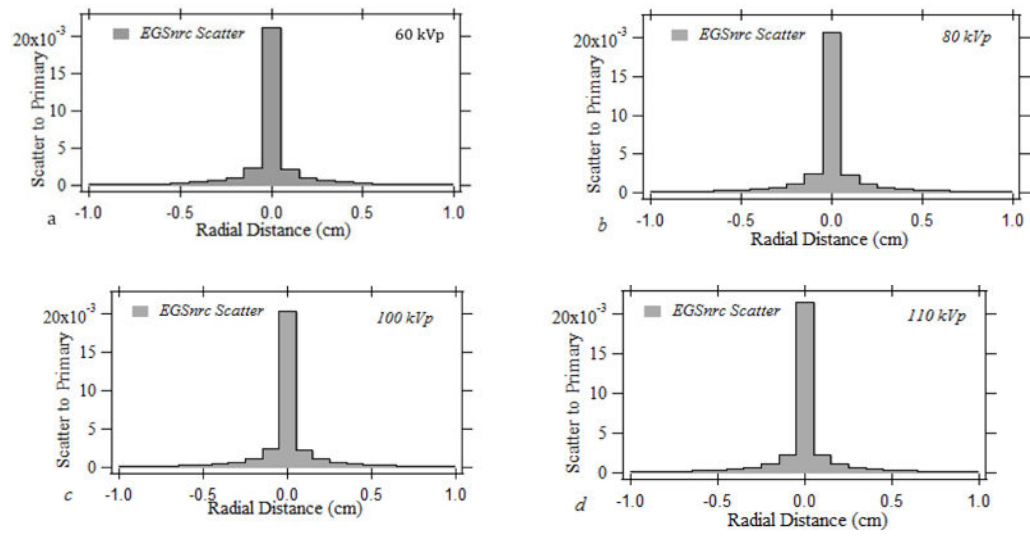 EGSnrc Scatter
60 kVp
20x10-3
15
10
5
0
Scatter to Primary
-1.0 -0.5 0.0 0.5 1.0
Radial Distance (cm)
a
EGSnrc Scatter
80 kVp
20x10-3
15
10
5
0
Scatter to Primary
-1.0 -0.5 0.0 0.5 1.0
Radial Distance (cm)
b
EGSnrc Scatter
100 kVp
20x10-3
15
10
5
0
Scatter to Primary
-1.0 -0.5 0.0 0.5 1.0
Radial Distance (cm)
c
EGSnrc Scatter
110 kVp
20x10-3
15
10
5
0
Scatter to Primary
-1.0 -0.5 0.0 0.5 1.0
Radial Distance (cm)
d